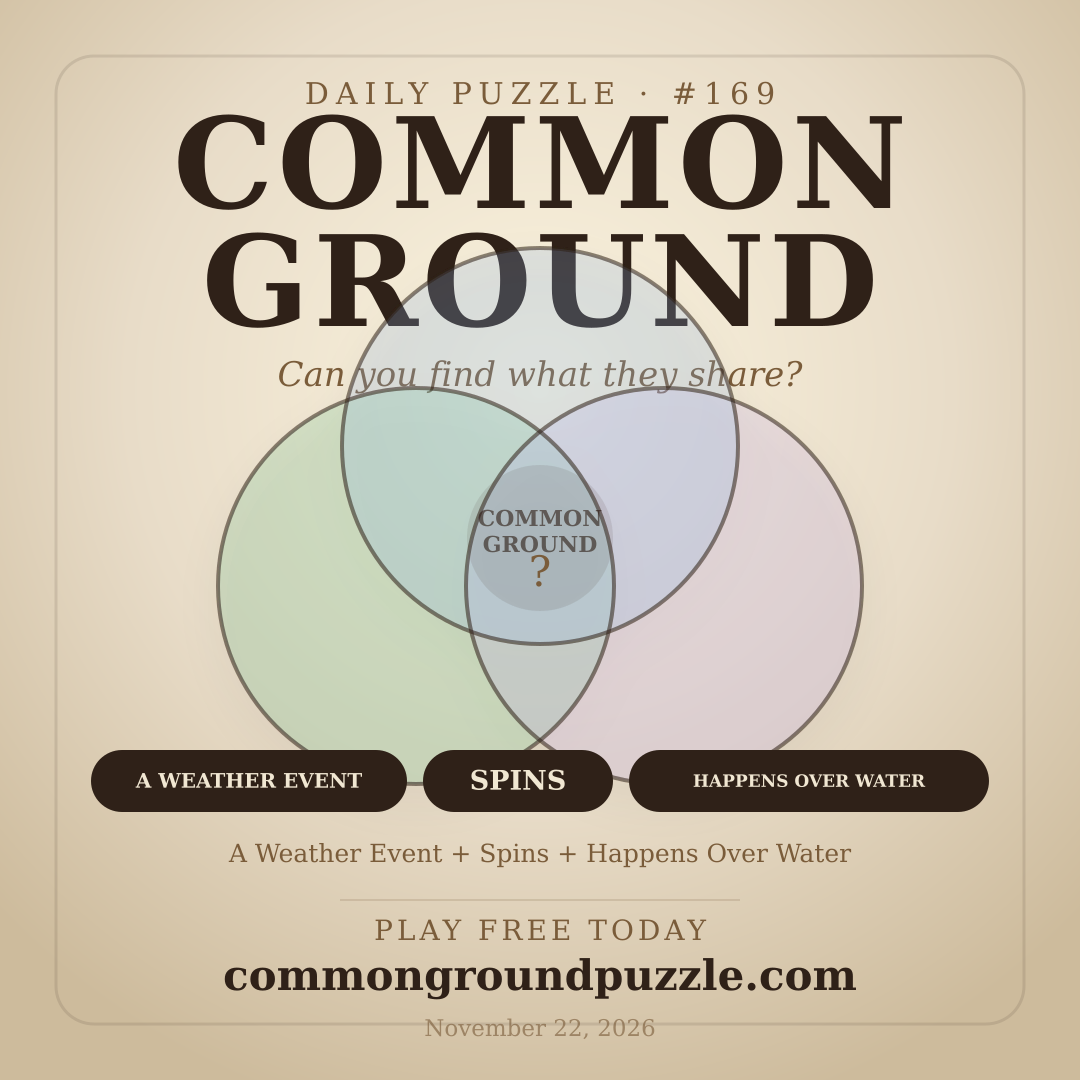 DAILY PUZZLE · #169
COMMON
GROUND
Can you find what they share?
COMMON
GROUND
?
A WEATHER EVENT
SPINS
HAPPENS OVER WATER
A Weather Event + Spins + Happens Over Water
PLAY FREE TODAY
commongroundpuzzle.com
November 22, 2026